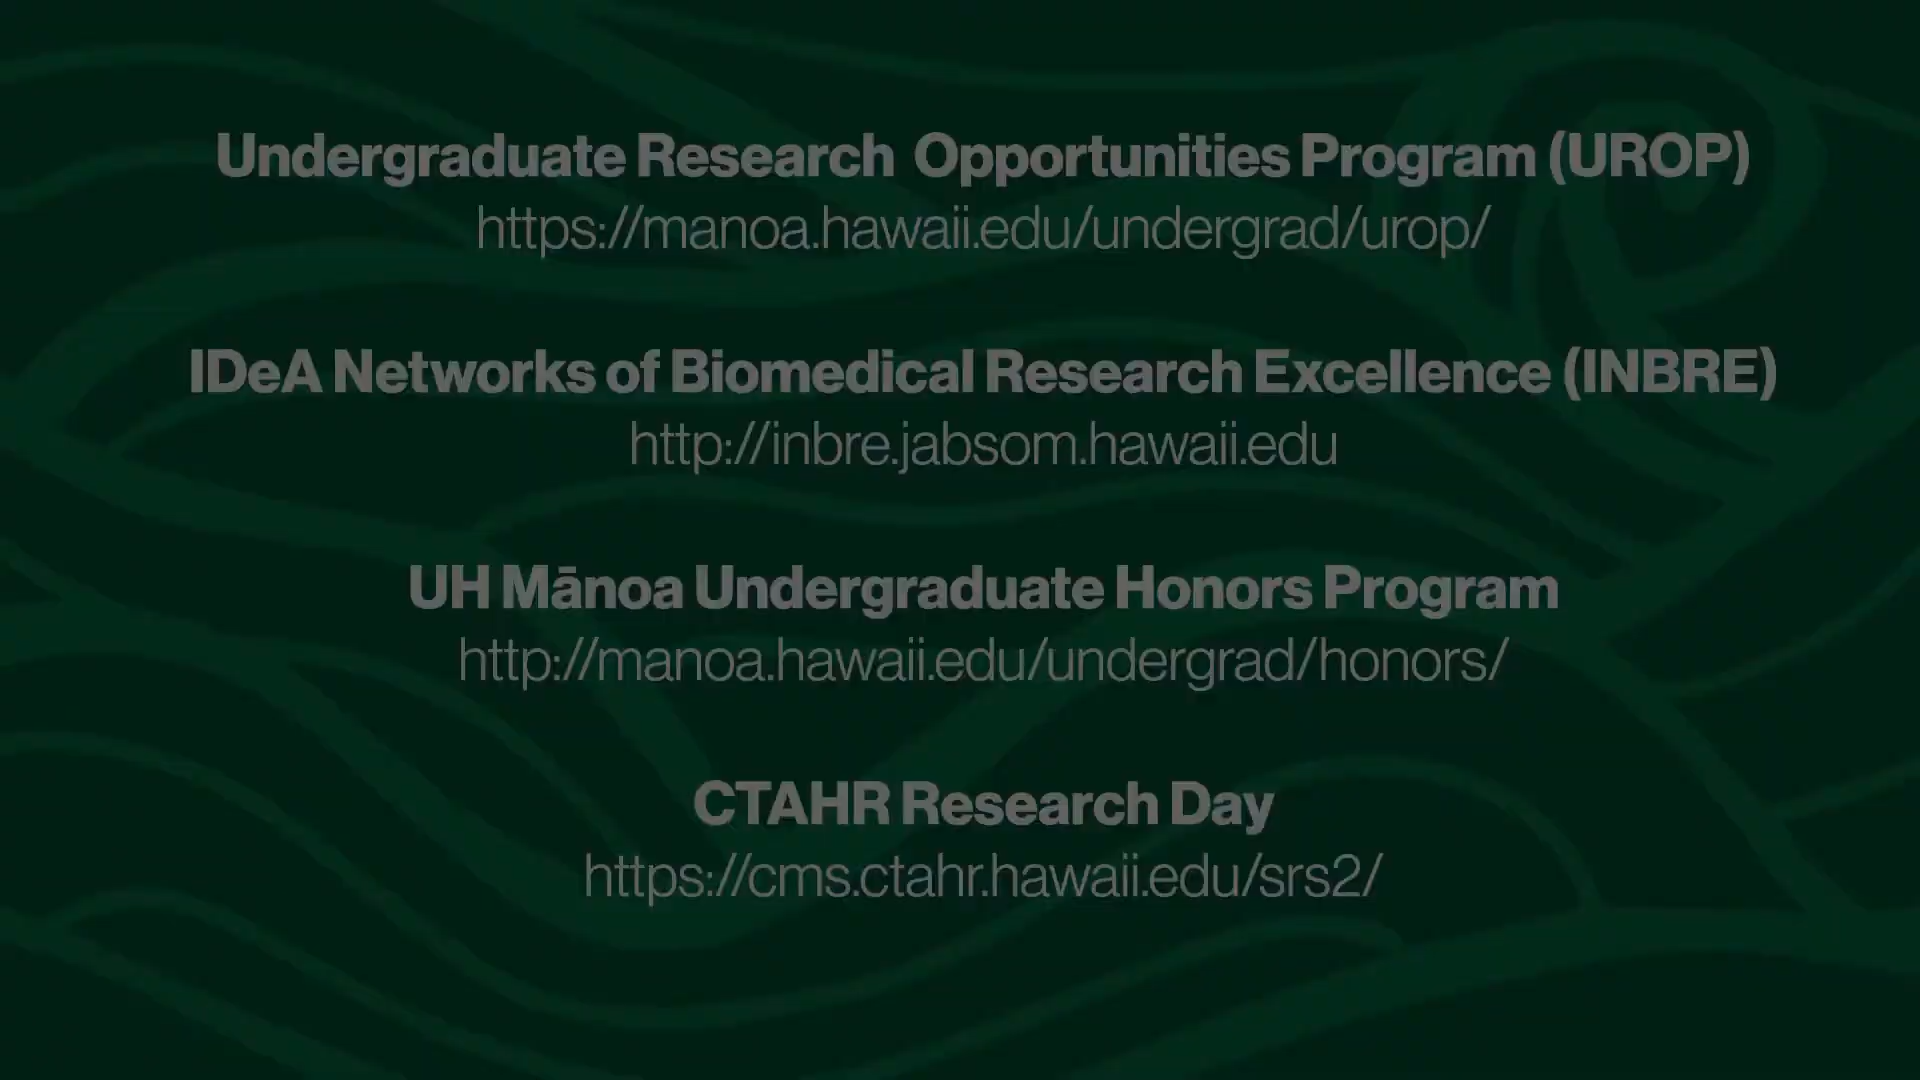 Undergraduate Research Opportunities Program (UROP)
https://manoa.hawaii.edu/undergrad/urop/
IDeA Networks of Biomedical Research Excellence (INBRE)
http://inbre.jabsom.hawaii.edu
UH Mānoa Undergraduate Honors Program
http://manoa.hawaii.edu/undergrad/honors/
CTAHR Research Day
https://cms.ctahr.hawaii.edu/srs2/